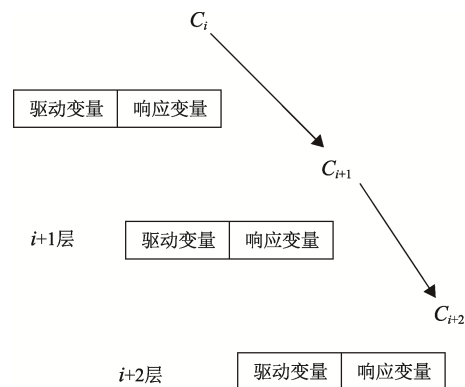 C_i
驱动变量 响应变量
C_{i+1}
i+1层 驱动变量 响应变量
C_{i+2}
i+2层 驱动变量 响应变量